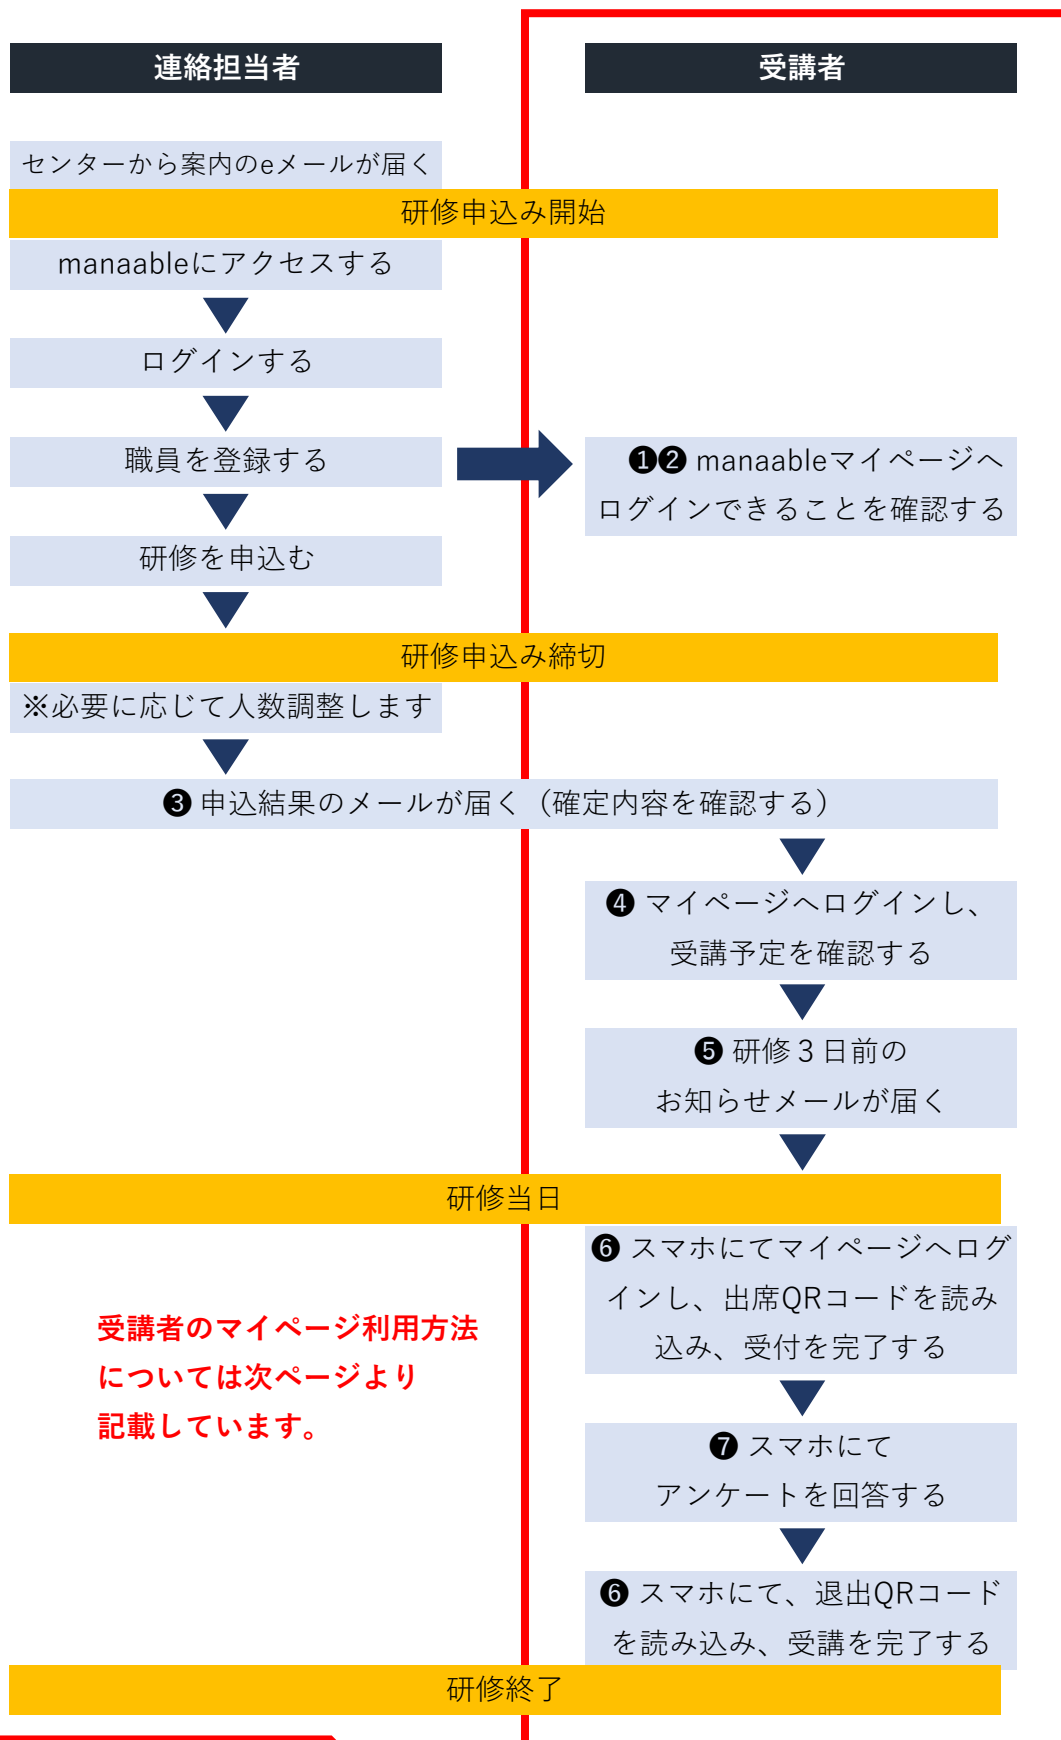 連絡担当者
受講者
センターから案内のeメールが届く
研修申込み開始
manaableにアクセスする
ログインする
職員を登録する
❶❷ manaableマイページへ
ログインできることを確認する
研修を申込む
研修申込み締切
※必要に応じて人数調整します
❸ 申込結果のメールが届く（確定内容を確認する）
❹ マイページへログインし、
受講予定を確認する
❺ 研修３日前の
お知らせメールが届く
研修当日
❻ スマホにてマイページへログ
インし、出席QRコードを読み
込み、受付を完了する
受講者のマイページ利用方法
については次ページより
記載しています。
❼ スマホにて
アンケートを回答する
❻ スマホにて、退出QRコード
を読み込み、受講を完了する
研修終了